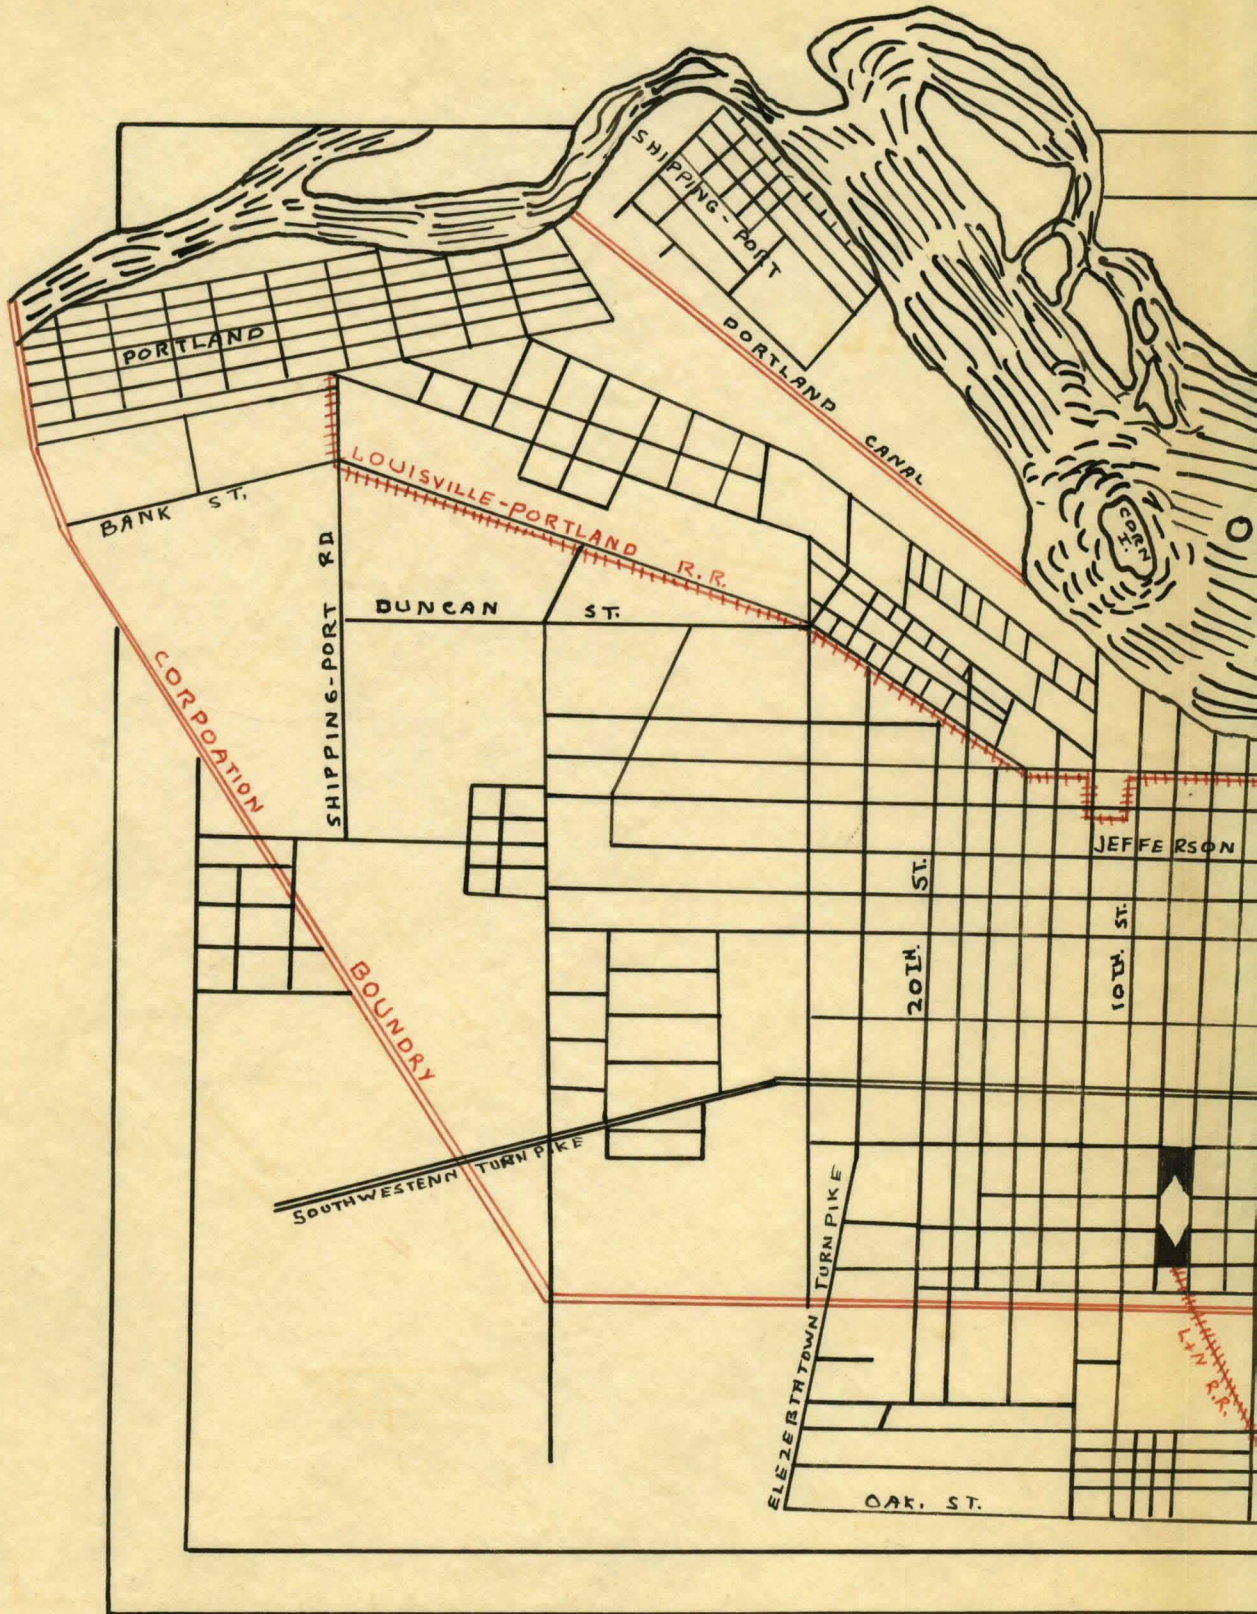 SHIPPING-PORT
PORTLAND
PORTLAND CANAL
LOUISVILLE-PORTLAND R.R.
BANK ST.
CORN
I.
O
SHIPPING-PORT RD
DUNCAN ST.
CORPOATION BOUNDRY
JEFFERSON
20TH. ST.
10TH. ST.
SOUTHWESTENN TURNPIKE
ELEZEBTHTOWN TURNPIKE
L+N R.R.
OAK. ST.